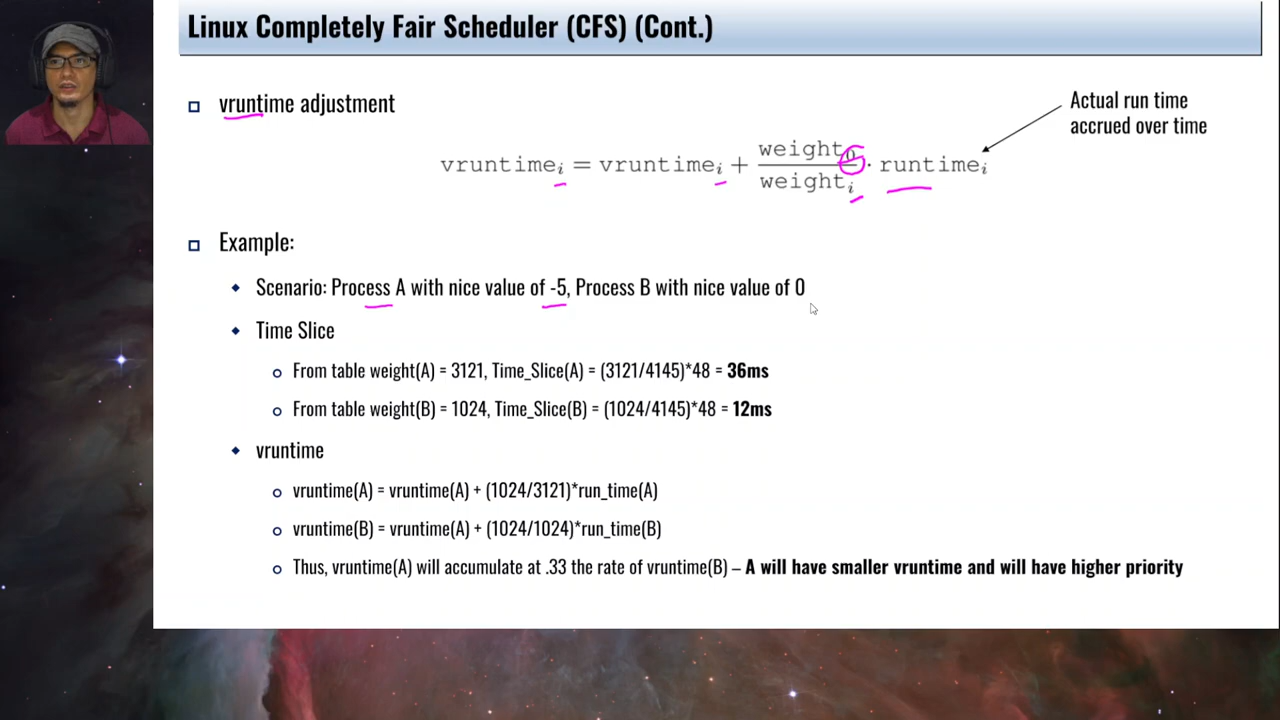 Linux Completely Fair Scheduler (CFS) (Cont.)
vruntime adjustment
Actual run time
accrued over time
vruntimeᵢ = vruntimeᵢ + weight₀/weightᵢ · runtimeᵢ
Example:
Scenario: Process A with nice value of -5, Process B with nice value of 0
Time Slice
From table weight(A) = 3121, Time_Slice(A) = (3121/4145)*48 = 36ms
From table weight(B) = 1024, Time_Slice(B) = (1024/4145)*48 = 12ms
vruntime
vruntime(A) = vruntime(A) + (1024/3121)*run_time(A)
vruntime(B) = vruntime(A) + (1024/1024)*run_time(B)
Thus, vruntime(A) will accumulate at .33 the rate of vruntime(B) – A will have smaller vruntime and will have higher priority